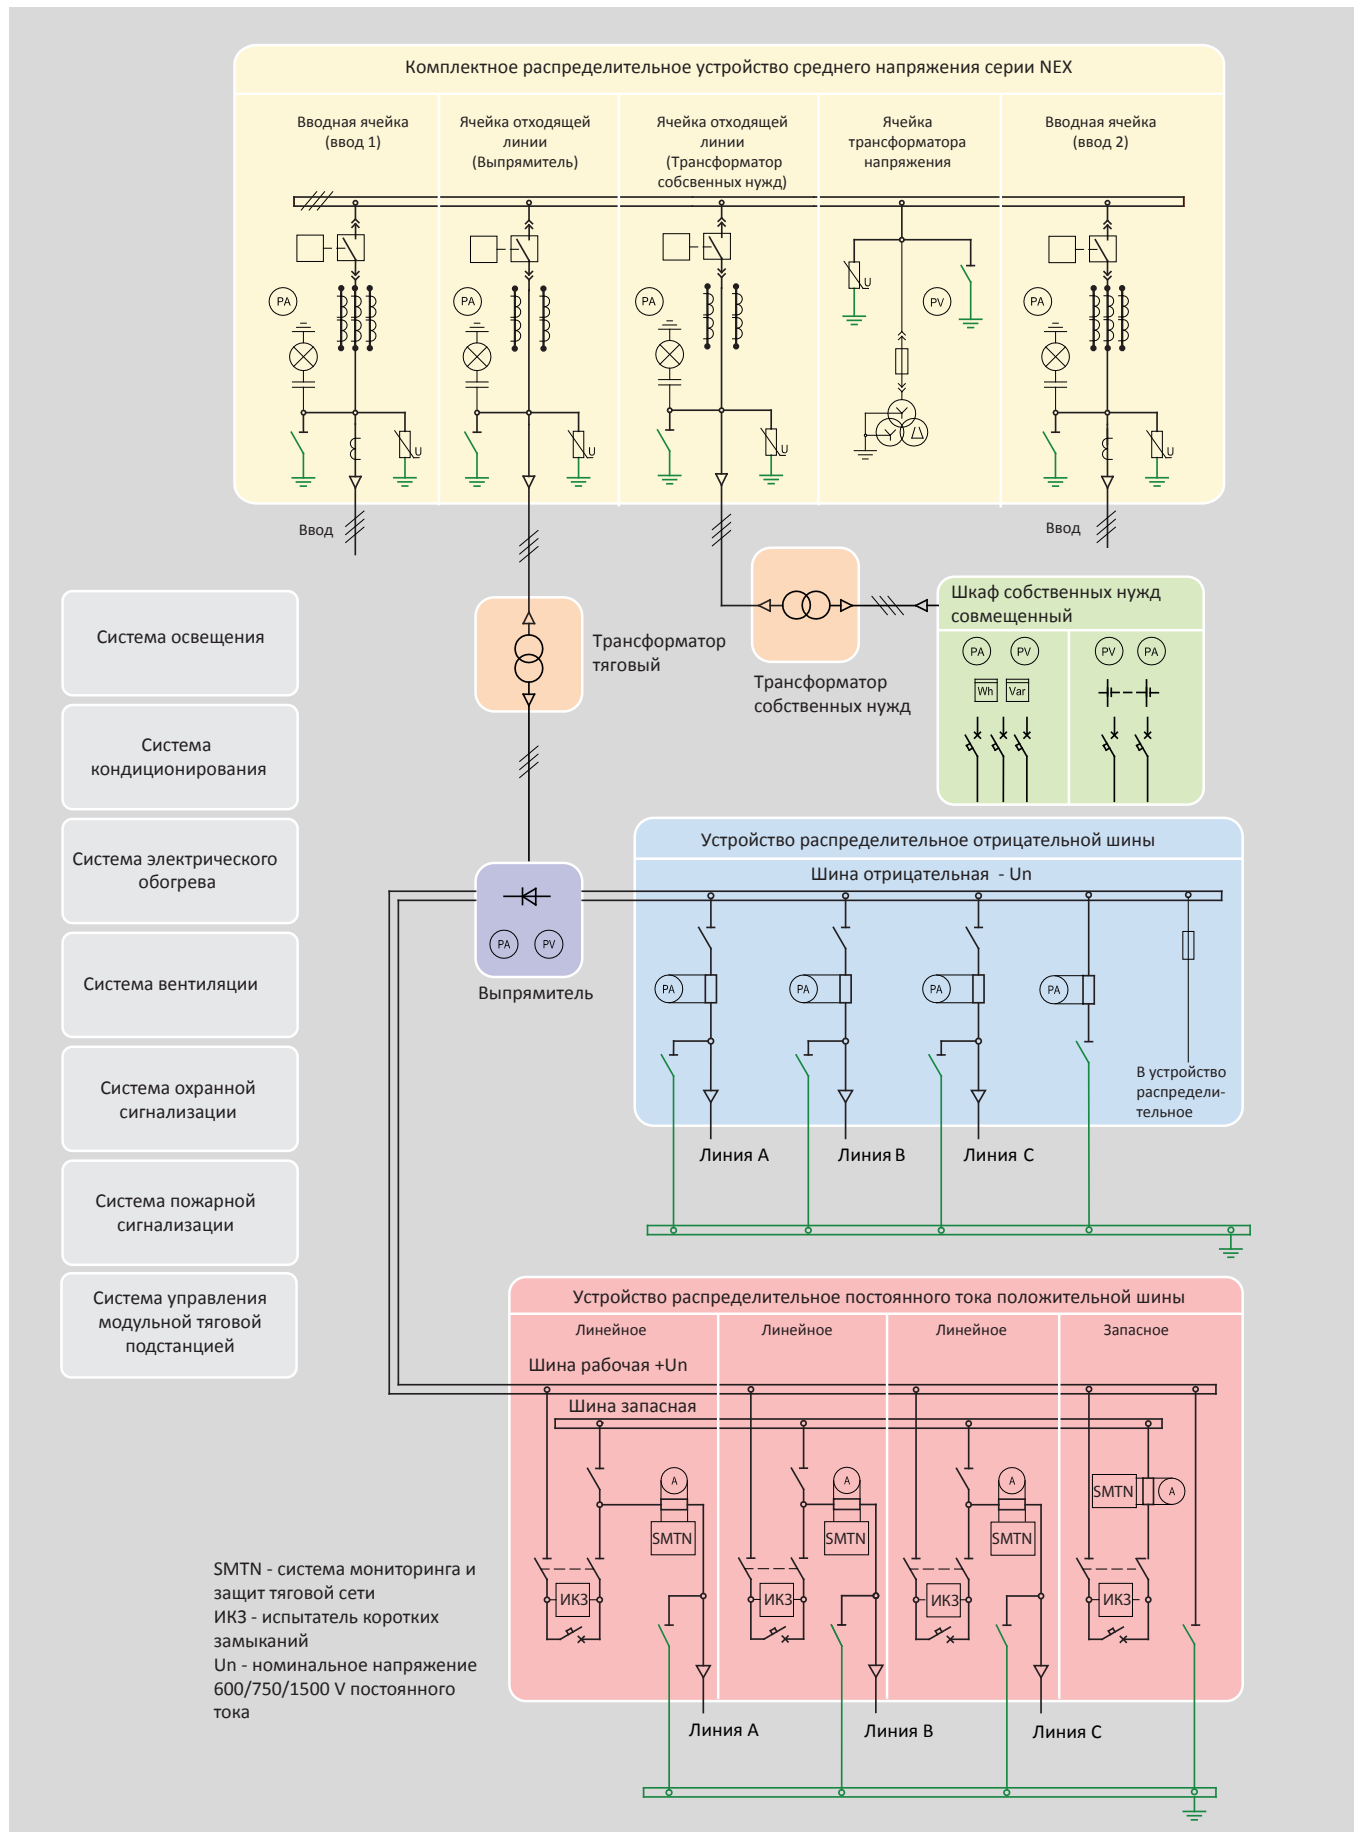 Комплектное распределительное устройство среднего напряжения серии NEX
Вводная ячейка
(ввод 1)
Ячейка отходящей
линии
(Выпрямитель)
Ячейка отходящей
линии
(Трансформатор
собсвенных нужд)
Ячейка
трансформатора
напряжения
Вводная ячейка
(ввод 2)
PA
PA
PA
U
PV
PA
U
U
U
U
Ввод
Ввод
Система освещения
Система
кондиционирования
Система электрического
обогрева
Система вентиляции
Система охранной
сигнализации
Система пожарной
сигнализации
Система управления
модульной тяговой
подстанцией
Трансформатор
тяговый
Трансформатор
собственных нужд
Шкаф собственных нужд
совмещенный
PA
PV
PV
PA
Wh
Var
PA
PV
Выпрямитель
Устройство распределительное отрицательной шины
Шина отрицательная - Un
PA
PA
PA
PA
В устройство
распредели-
тельное
Линия A
Линия B
Линия C
Устройство распределительное постоянного тока положительной шины
Линейное
Линейное
Линейное
Запасное
Шина рабочая +Un
Шина запасная
A
A
A
A
SMTN
SMTN
SMTN
SMTN
ИКЗ
ИКЗ
ИКЗ
ИКЗ
Линия A
Линия B
Линия C
SMTN - система мониторинга и
защит тяговой сети
ИКЗ - испытатель коротких
замыканий
Un - номинальное напряжение
600/750/1500 V постоянного
тока